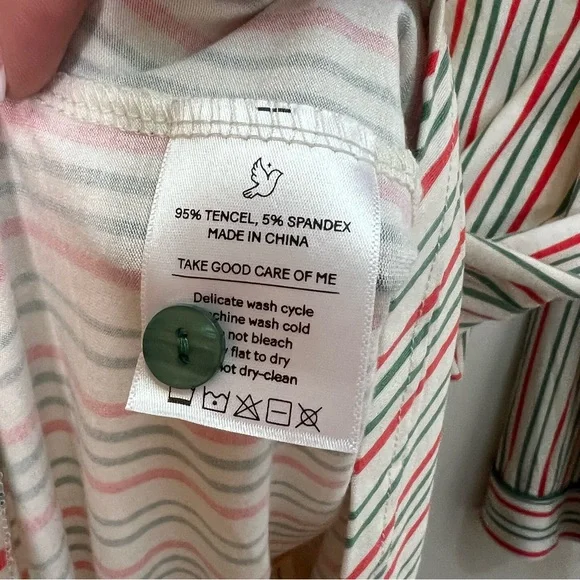 95% TENCEL, 5% SPANDEX
MADE IN CHINA
TAKE GOOD CARE OF ME
Delicate wash cycle
wash cold
not bleach
flat to dry
dry-clean